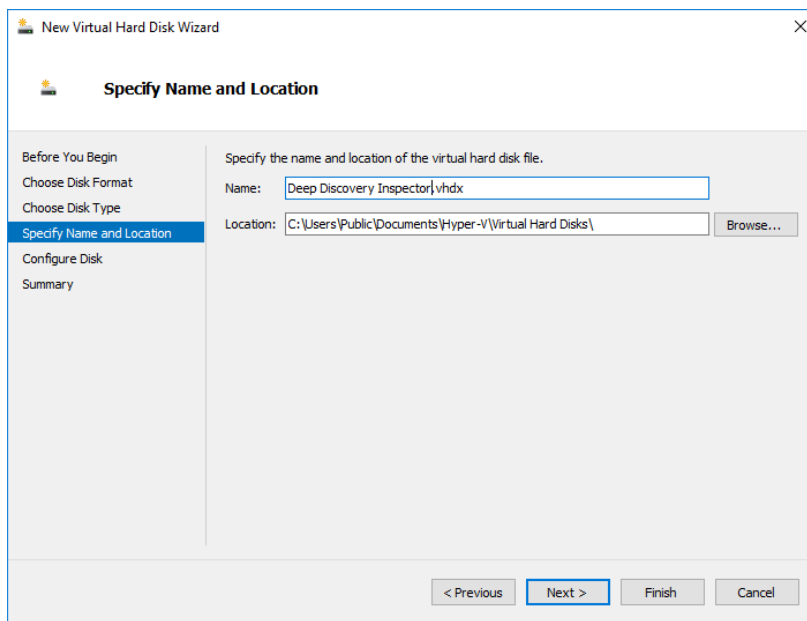 New Virtual Hard Disk Wizard
Specify Name and Location
Before You Begin
Choose Disk Format
Choose Disk Type
Specify Name and Location
Configure Disk
Summary
Specify the name and location of the virtual hard disk file.
Name: Deep Discovery Inspector.vhdx
Location: C:\Users\Public\Documents\Hyper-V\Virtual Hard Disks\ Browse...
< Previous Next > Finish Cancel